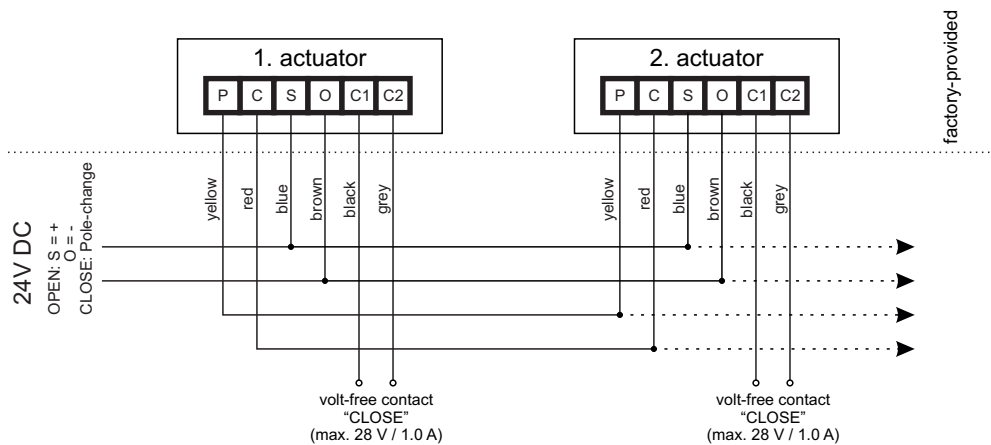 1. actuator
P C S O C1 C2
2. actuator
P C S O C1 C2
factory-provided
yellow
red
blue
brown
black
grey
yellow
red
blue
brown
black
grey
24V DC
OPEN: S = +
O = -
CLOSE: Pole-change
volt-free contact
“CLOSE”
(max. 28 V / 1.0 A)
volt-free contact
“CLOSE”
(max. 28 V / 1.0 A)